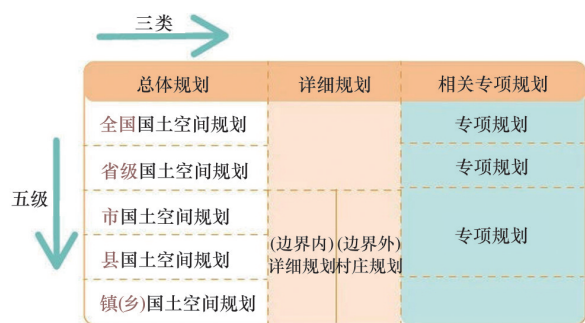 三类
五级
总体规划 详细规划 相关专项规划
全国国土空间规划 专项规划
省级国土空间规划 专项规划
市国土空间规划
专项规划
(边界内) (边界外)
县国土空间规划 详细规划 村庄规划
镇(乡)国土空间规划